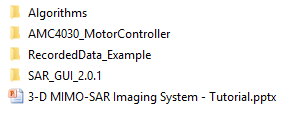 Algorithms
AMC4030_MotorController
RecordedData_Example
SAR_GUI_2.0.1
3-D MIMO-SAR Imaging System - Tutorial.pptx